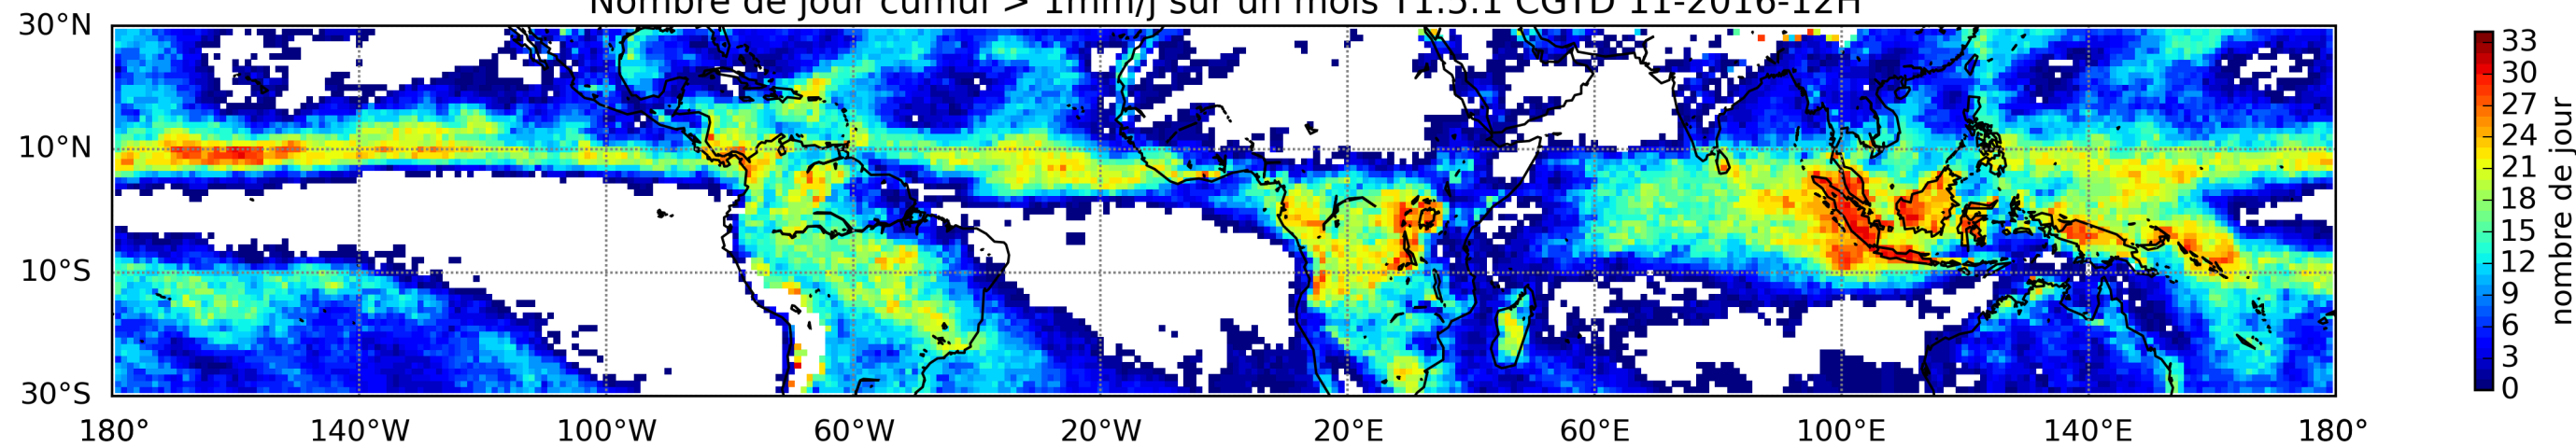 Nombre de jour cumul > 1mm/j sur un mois T1.5.1 CGTD 11-2016-12H
30°N
10°N
10°S
30°S
180° 140°W 100°W 60°W 20°W 20°E 60°E 100°E 140°E 180°
33
30
27
24
21
18
15
12
9
6
3
0
nombre de jour